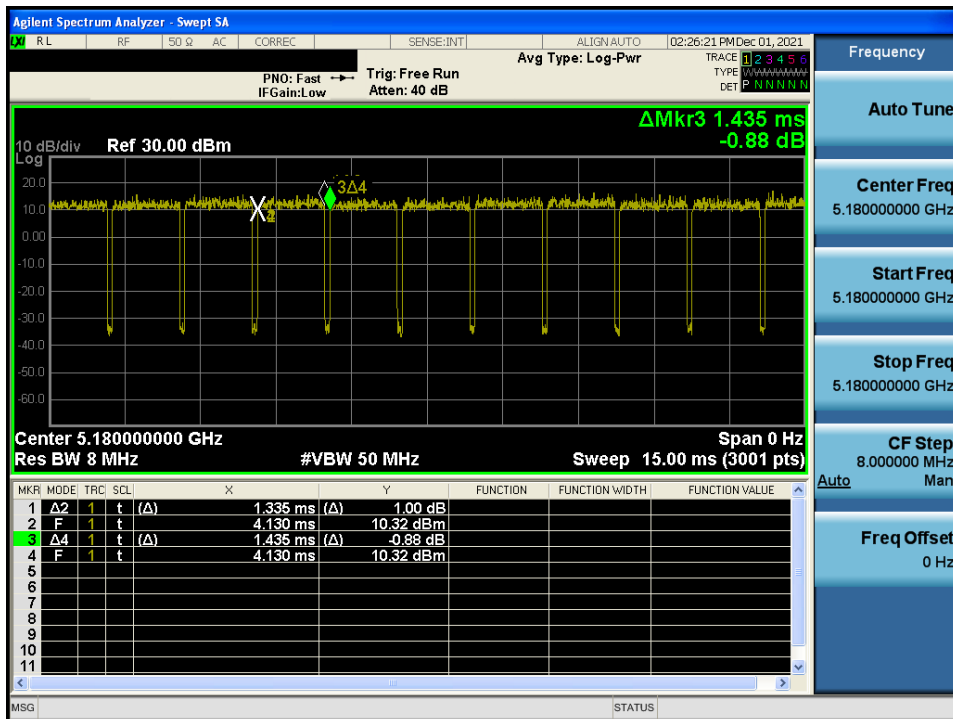 Agilent Spectrum Analyzer - Swept SA
LXI RL RF 50 Ω AC CORREC SENSE:INT ALIGNAUTO 02:26:21 PMDec 01, 2021
Frequency
PNO: Fast Trig: Free Run Avg Type: Log-Pwr TRACE 1 2 3 4 5 6
IFGain:Low Atten: 40 dB TYPE WWWWWWW
DET P N N N N N
Auto Tune
ΔMkr3 1.435 ms
-0.88 dB
10 dB/div Ref 30.00 dBm
Log
20.0
10.0
0.00
-10.0
-20.0
-30.0
-40.0
-50.0
-60.0
3Δ4
Center Freq
5.180000000 GHz
Start Freq
5.180000000 GHz
Stop Freq
5.180000000 GHz
Center 5.180000000 GHz Span 0 Hz
Res BW 8 MHz #VBW 50 MHz Sweep 15.00 ms (3001 pts)
CF Step
8.000000 MHz
Auto Man
MKR MODE TRC SCL X Y FUNCTION FUNCTION WIDTH FUNCTION VALUE
1 Δ2 1 t (Δ) 1.335 ms (Δ) 1.00 dB
2 F 1 t 4.130 ms 10.32 dBm
3 Δ4 1 t (Δ) 1.435 ms (Δ) -0.88 dB
4 F 1 t 4.130 ms 10.32 dBm
5
6
7
8
9
10
11
Freq Offset
0 Hz
MSG STATUS